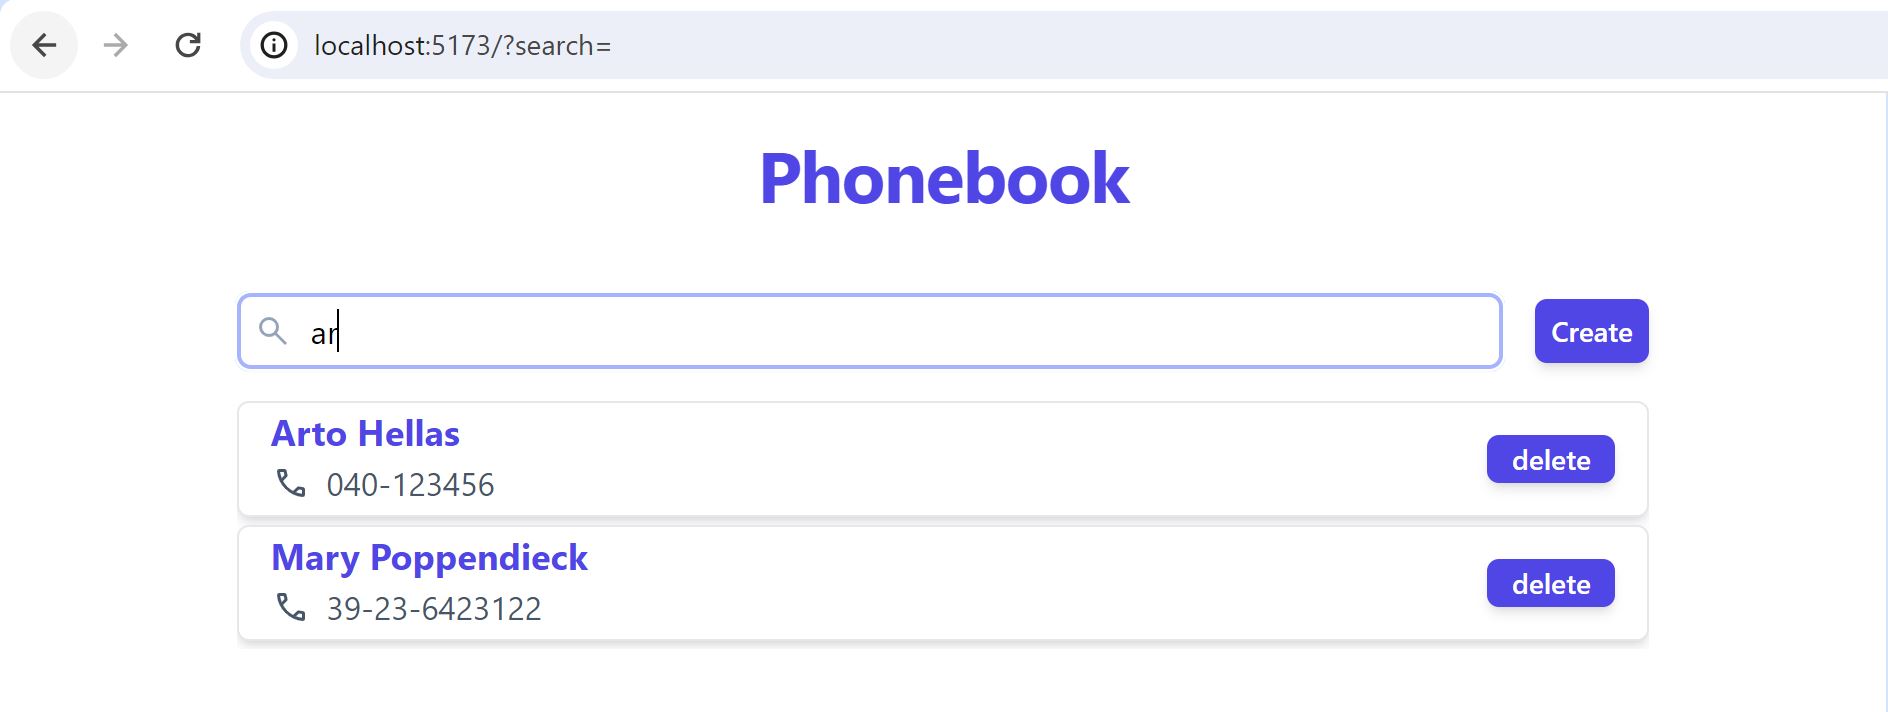 localhost:5173/?search=
Phonebook
ar
Create
Arto Hellas
040-123456
delete
Mary Poppendieck
39-23-6423122
delete